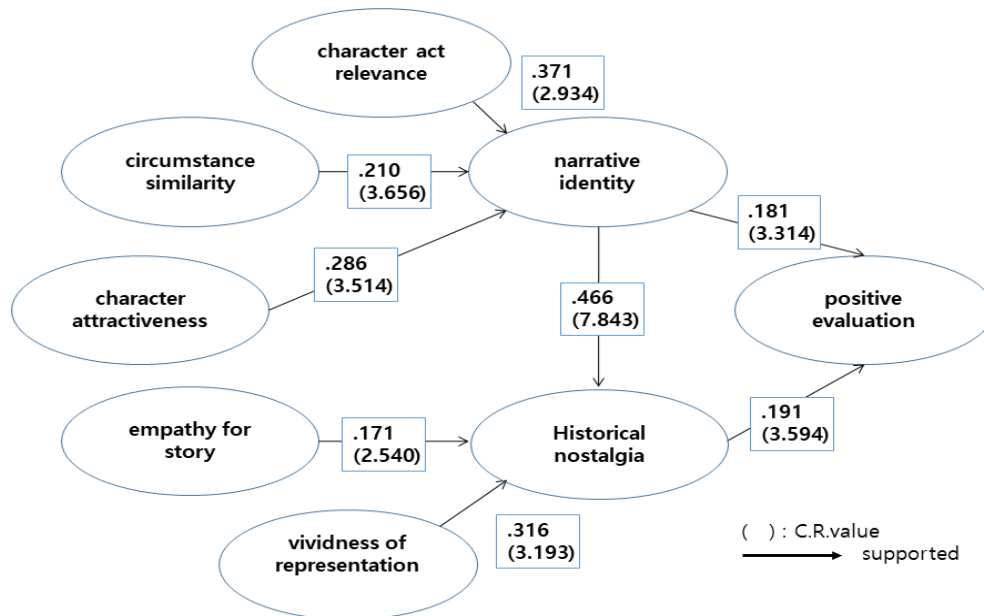 character act
relevance
.371
(2.934)
circumstance
similarity
.210
(3.656)
narrative
identity
.181
(3.314)
character
attractiveness
.286
(3.514)
.466
(7.843)
positive
evaluation
empathy for
story
.171
(2.540)
Historical
nostalgia
.191
(3.594)
vividness of
representation
.316
(3.193)
( ) : C.R.value
supported